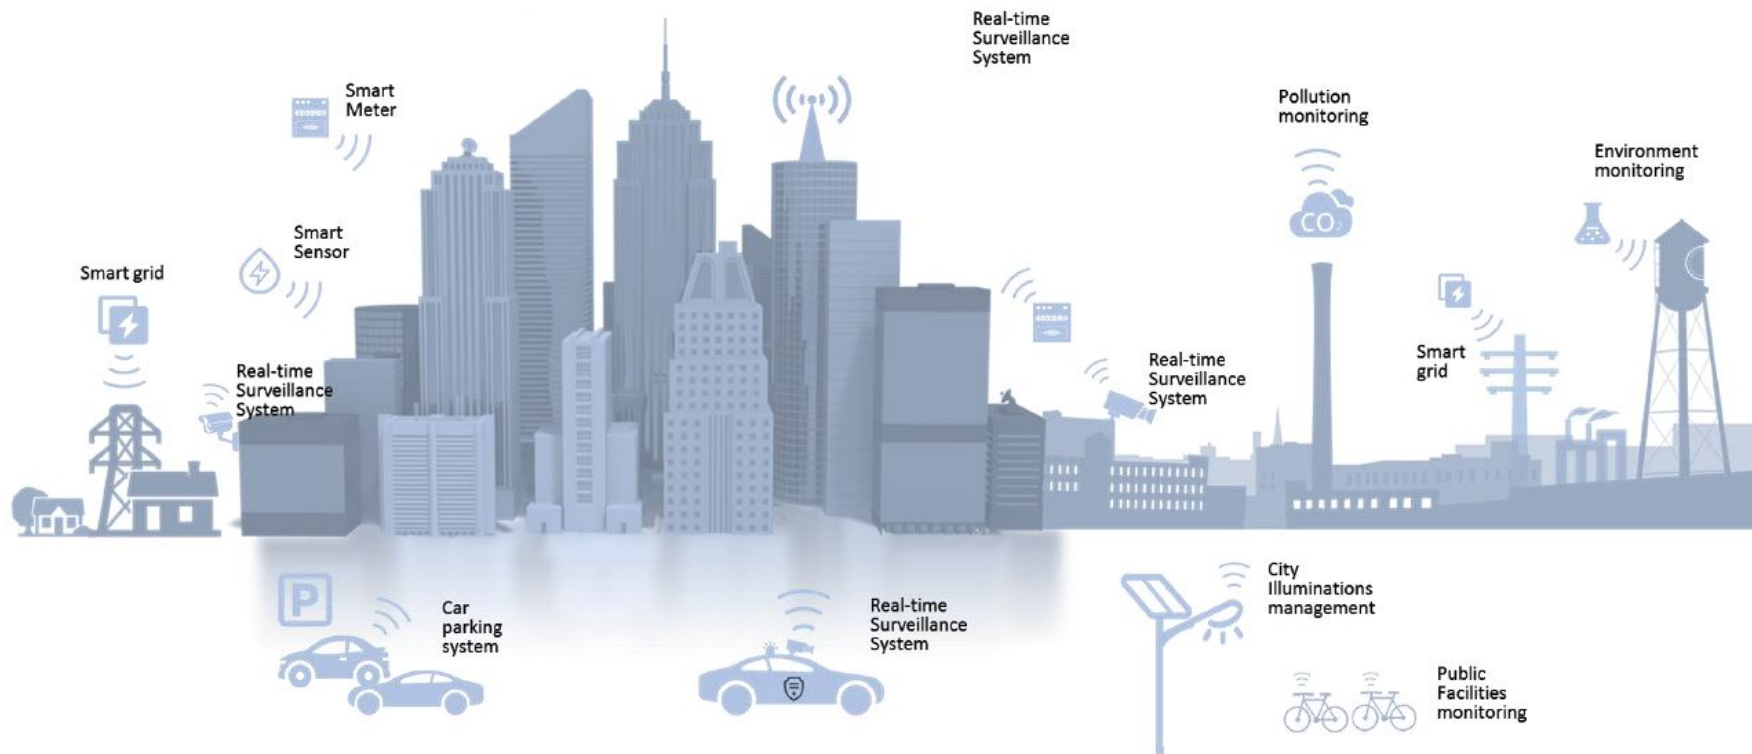 Real-time
Surveillance
System
Smart
Meter
Pollution
monitoring
Environment
monitoring
CO₂
Smart
Sensor
Smart grid
Real-time
Surveillance
System
Real-time
Surveillance
System
Smart
grid
P
Car
parking
system
Real-time
Surveillance
System
City
Illuminations
management
Public
Facilities
monitoring